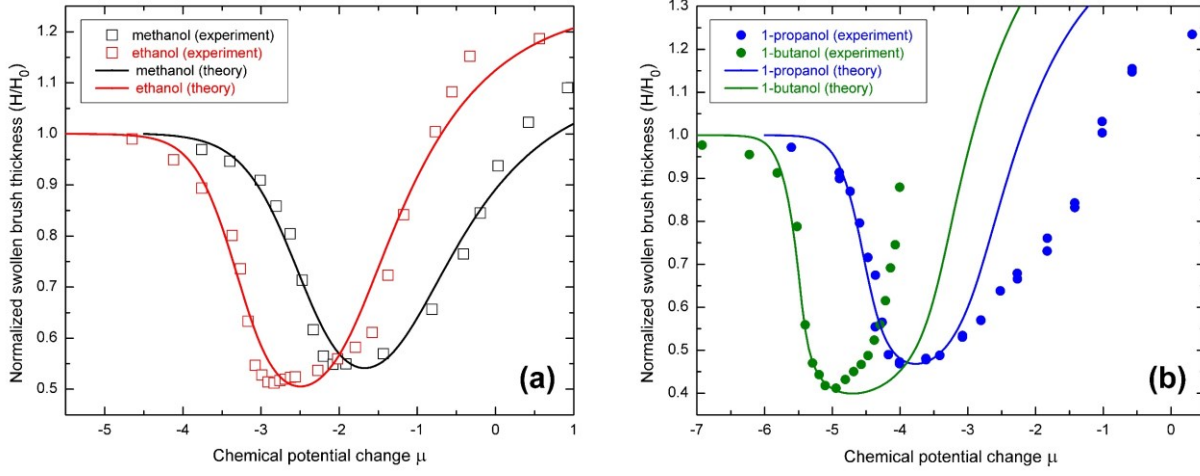 Normalized swollen brush thickness (H/H₀)
1.2
1.1
1.0
0.9
0.8
0.7
0.6
0.5
methanol (experiment)
ethanol (experiment)
methanol (theory)
ethanol (theory)
(a)
-5 -4 -3 -2 -1 0 1
Chemical potential change μ
Normalized swollen brush thickness (H/H₀)
1.3
1.2
1.1
1.0
0.9
0.8
0.7
0.6
0.5
0.4
1-propanol (experiment)
1-butanol (experiment)
1-propanol (theory)
1-butanol (theory)
(b)
-7 -6 -5 -4 -3 -2 -1 0
Chemical potential change μ